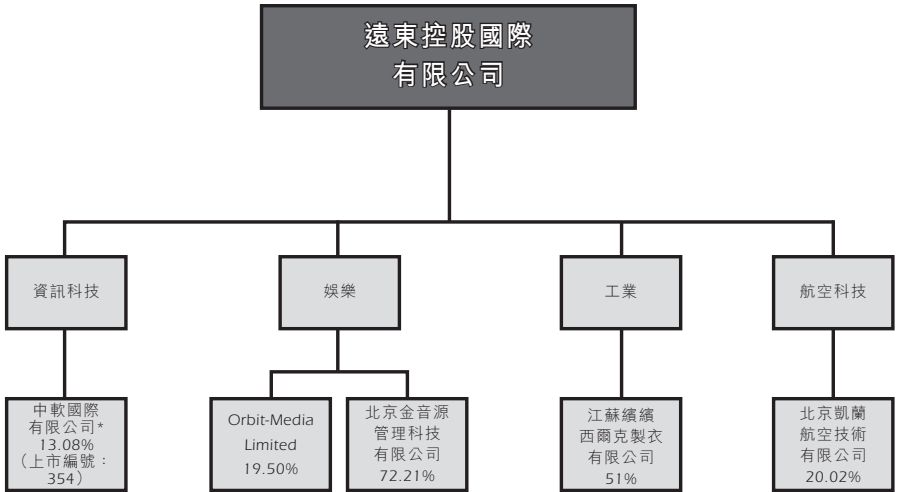 遠東控股國際
有限公司
資訊科技
娛樂
工業
航空科技
中軟國際
有限公司*
13.08%
（上市編號：
354）
Orbit-Media
Limited
19.50%
北京金音源
管理科技
有限公司
72.21%
江蘇繽繽
西爾克製衣
有限公司
51%
北京凱蘭
航空技術
有限公司
20.02%